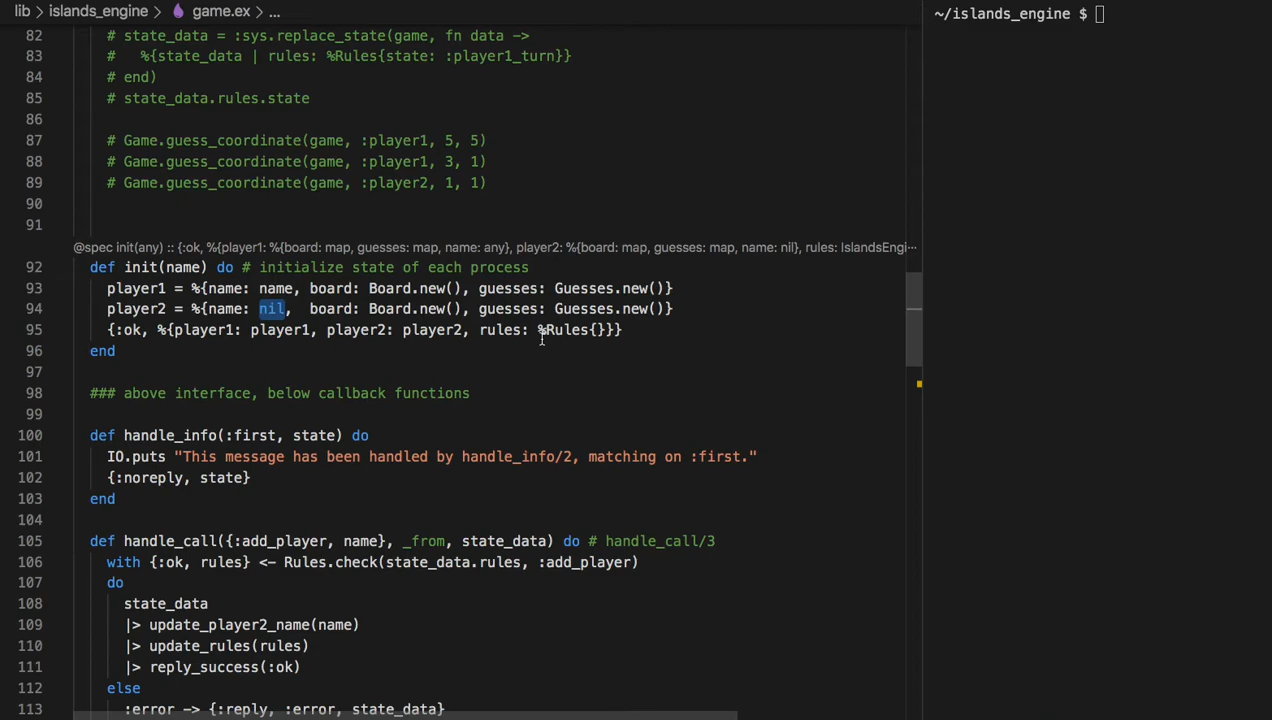 lib > islands_engine > game.ex > ...
~/islands_engine $
82 # state_data = :sys.replace_state(game, fn data ->
83 #   %{state_data | rules: %Rules{state: :player1_turn}}
84 # end)
85 # state_data.rules.state
86
87 # Game.guess_coordinate(game, :player1, 5, 5)
88 # Game.guess_coordinate(game, :player1, 3, 1)
89 # Game.guess_coordinate(game, :player2, 1, 1)
90
91
@spec init(any) :: {:ok, %{player1: %{board: map, guesses: map, name: any}, player2: %{board: map, guesses: map, name: nil}, rules: IslandsEngi...
92 def init(name) do # initialize state of each process
93   player1 = %{name: name, board: Board.new(), guesses: Guesses.new()}
94   player2 = %{name: nil,  board: Board.new(), guesses: Guesses.new()}
95   {:ok, %{player1: player1, player2: player2, rules: %Rules{}}}
96 end
97
98 ### above interface, below callback functions
99
100 def handle_info(:first, state) do
101   IO.puts "This message has been handled by handle_info/2, matching on :first."
102   {:noreply, state}
103 end
104
105 def handle_call({:add_player, name}, _from, state_data) do # handle_call/3
106   with {:ok, rules} <- Rules.check(state_data.rules, :add_player)
107   do
108     state_data
109     |> update_player2_name(name)
110     |> update_rules(rules)
111     |> reply_success(:ok)
112   else
113     :error -> {:reply, :error, state_data}